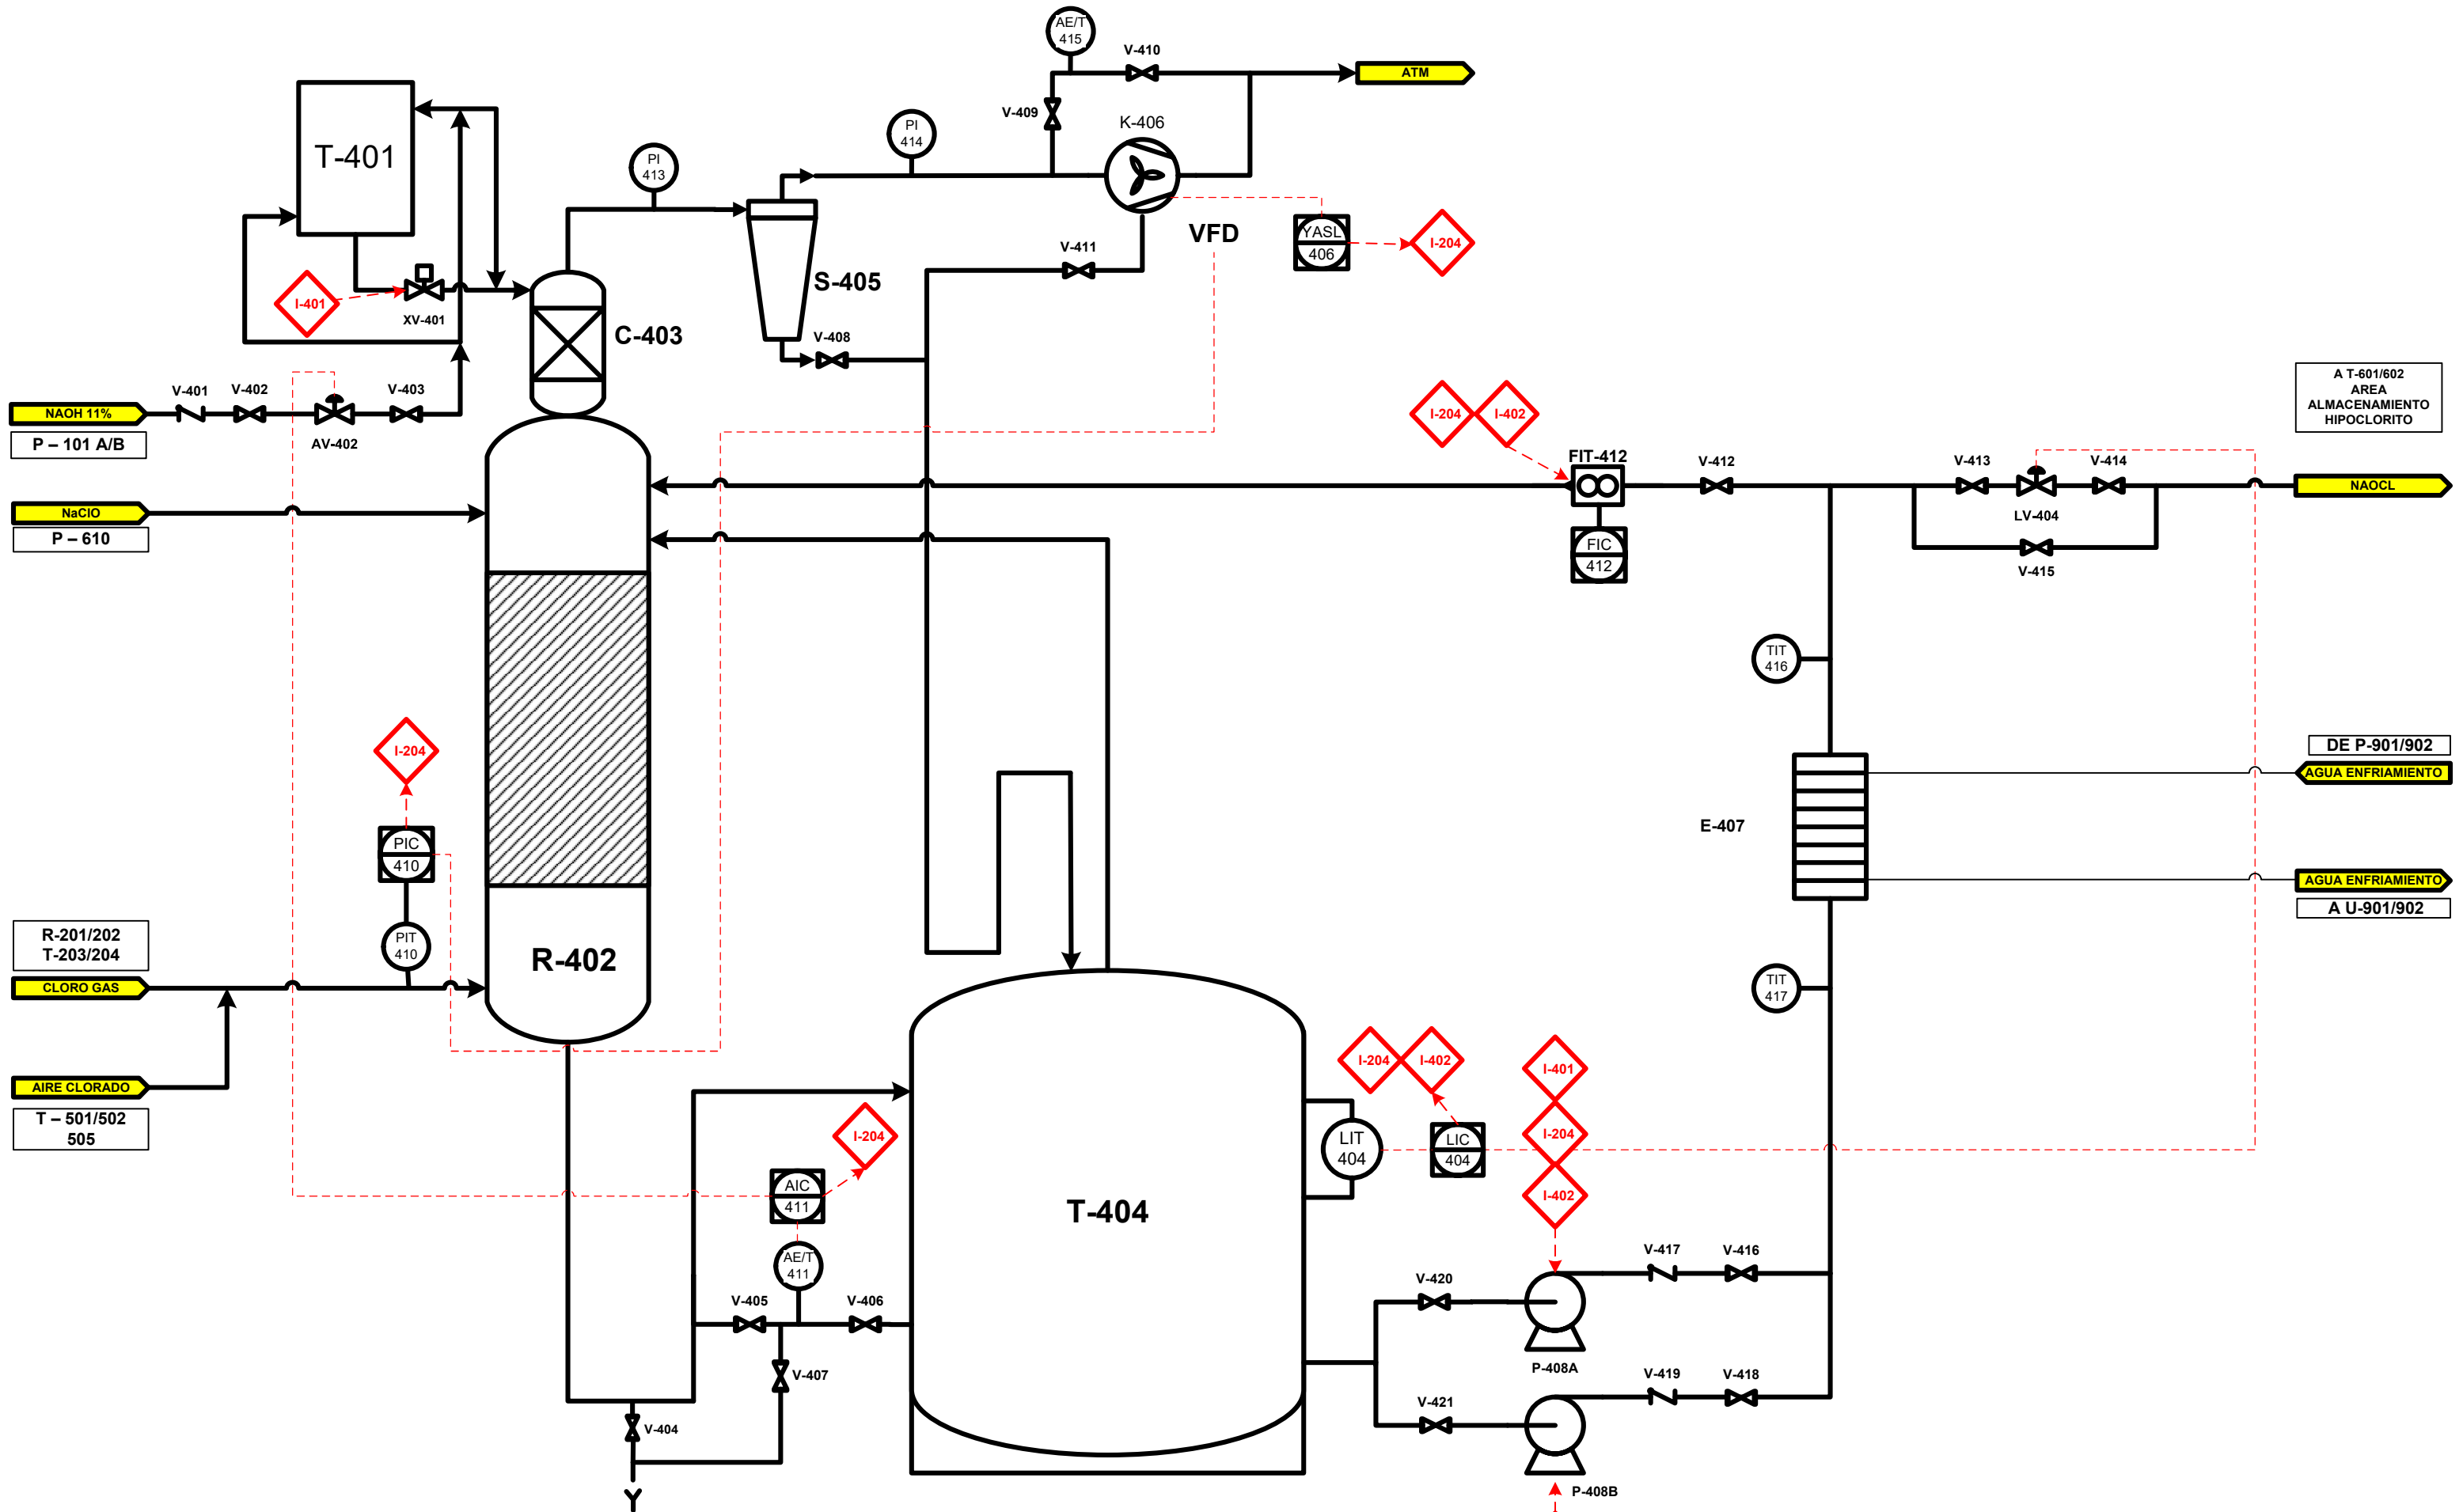 AE/T
415
V-410
ATM
V-409
K-406
PI
414
T-401
PI
413
VFD
YASL
406
I-204
V-411
S-405
I-401
XV-401
C-403
V-408
V-401
V-402
V-403
NAOH 11%
AV-402
P – 101 A/B
NaClO
P – 610
I-204
I-402
FIT-412
V-412
FIC
412
A T-601/602
AREA
ALMACENAMIENTO
HIPOCLORITO
V-413
V-414
NAOCL
LV-404
V-415
TIT
416
DE P-901/902
AGUA ENFRIAMIENTO
E-407
AGUA ENFRIAMIENTO
A U-901/902
TIT
417
I-204
PIC
410
PIT
410
R-201/202
T-203/204
CLORO GAS
R-402
AIRE CLORADO
T – 501/502
505
I-204
AIC
411
AE/T
411
V-405
V-406
V-407
V-404
T-404
I-204
I-402
LIT
404
LIC
404
I-401
I-204
I-402
V-417
V-416
V-420
P-408A
V-419
V-418
V-421
P-408B